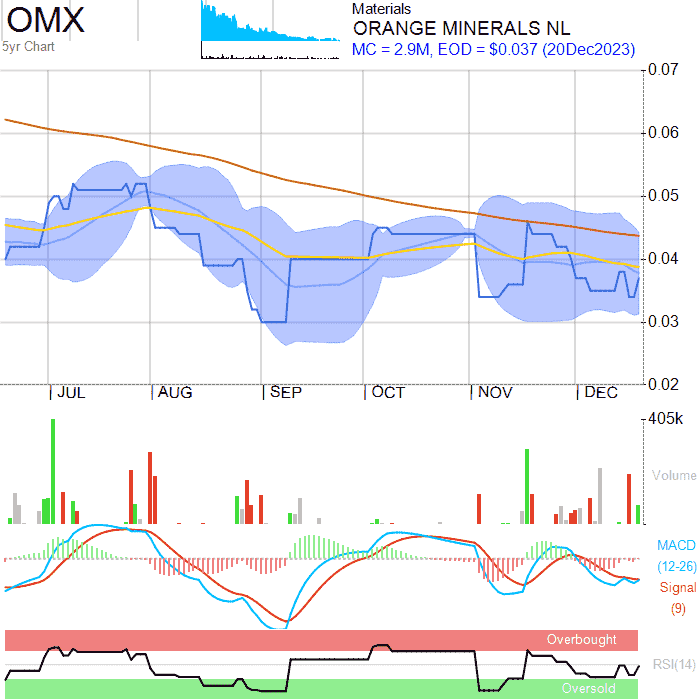 OMX
5yr Chart
Materials
ORANGE MINERALS NL
MC = 2.9M, EOD = $0.037 (20Dec2023)
0.07
0.06
0.05
0.04
0.03
0.02
JUL AUG SEP OCT NOV DEC
405k
Volume
MACD
(12-26)
Signal
(9)
Overbought
RSI(14)
Oversold